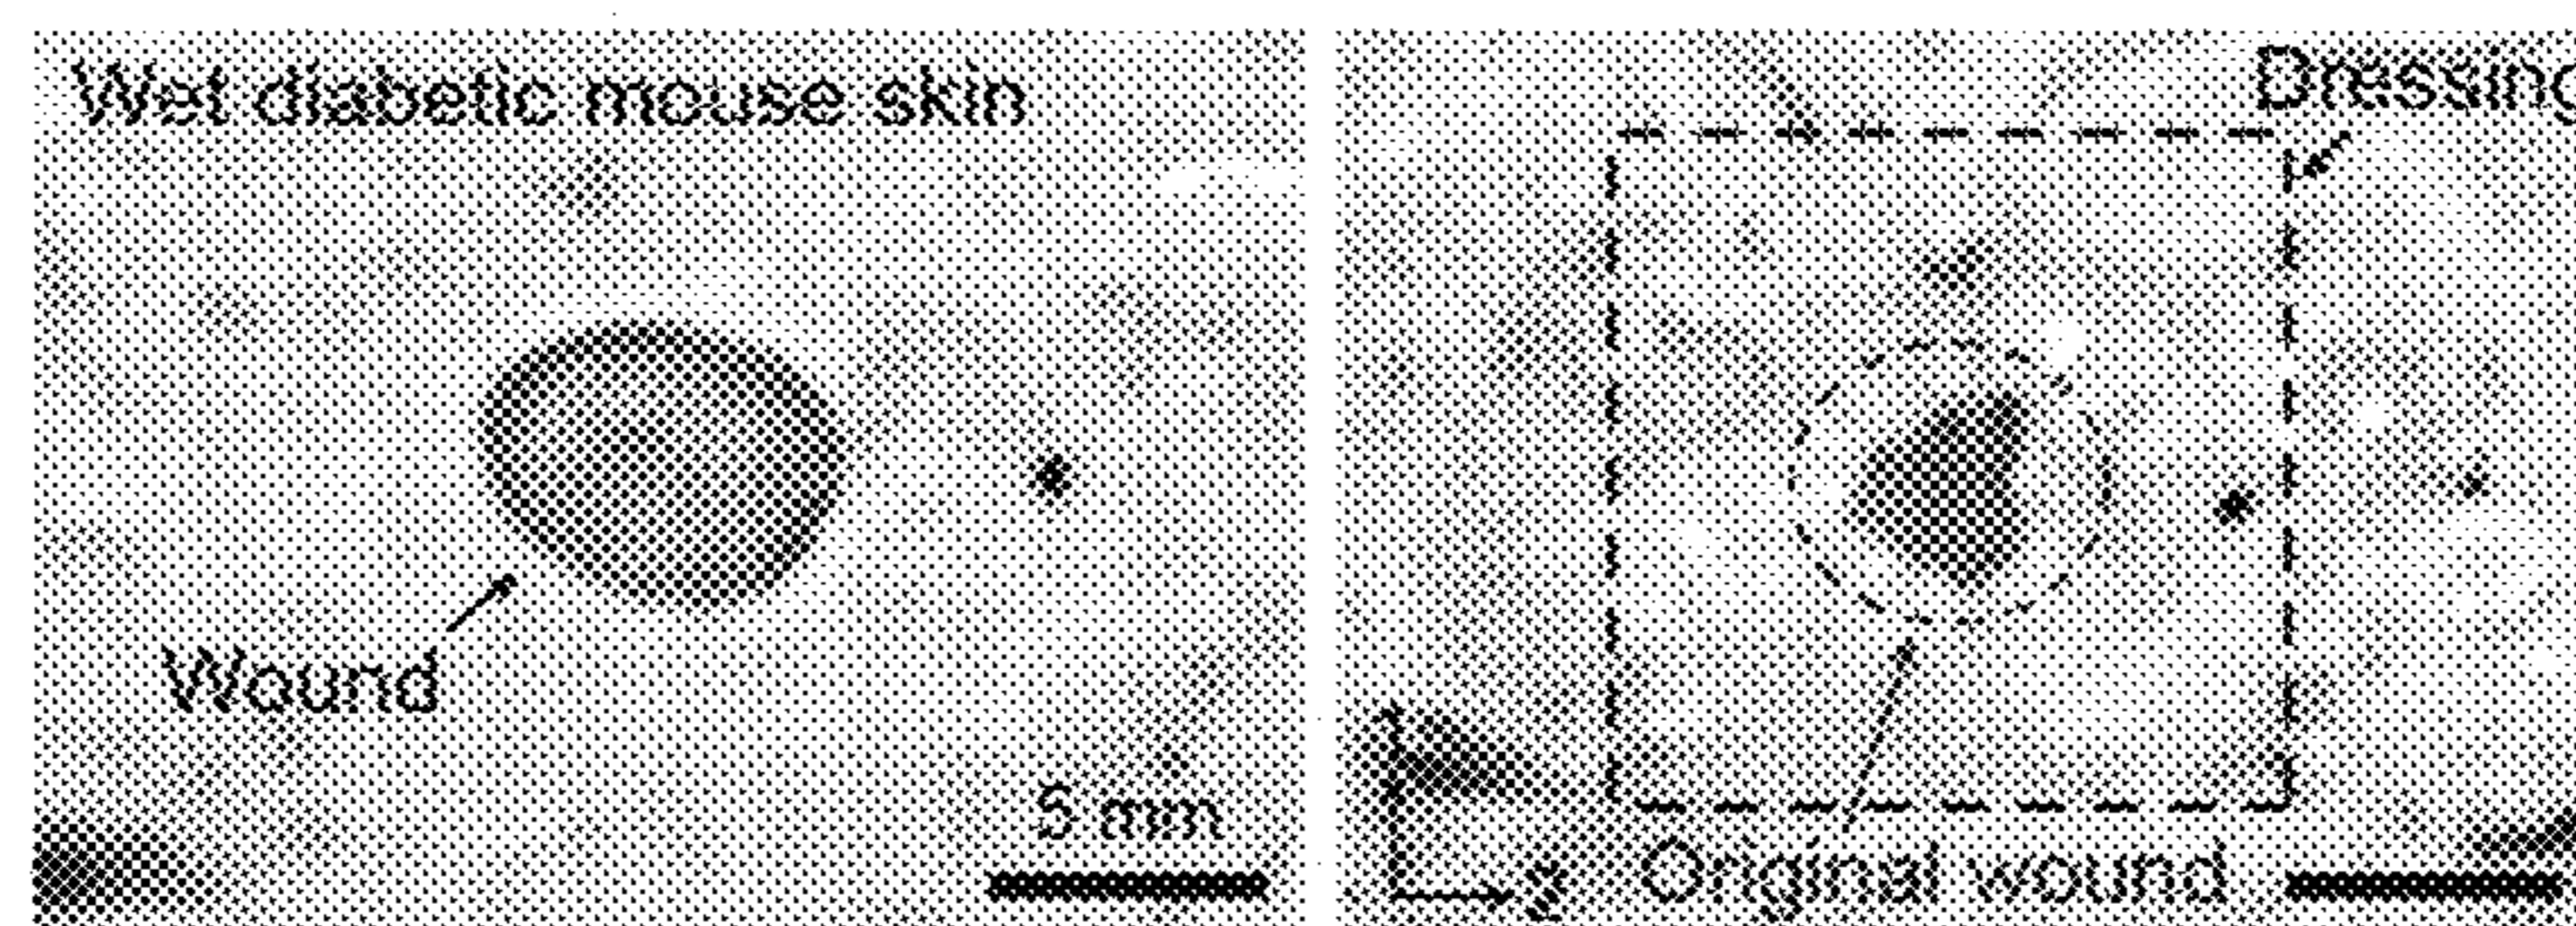 Wet diabetic mouse skin
Wound
5 mm
Dressing
Original wound